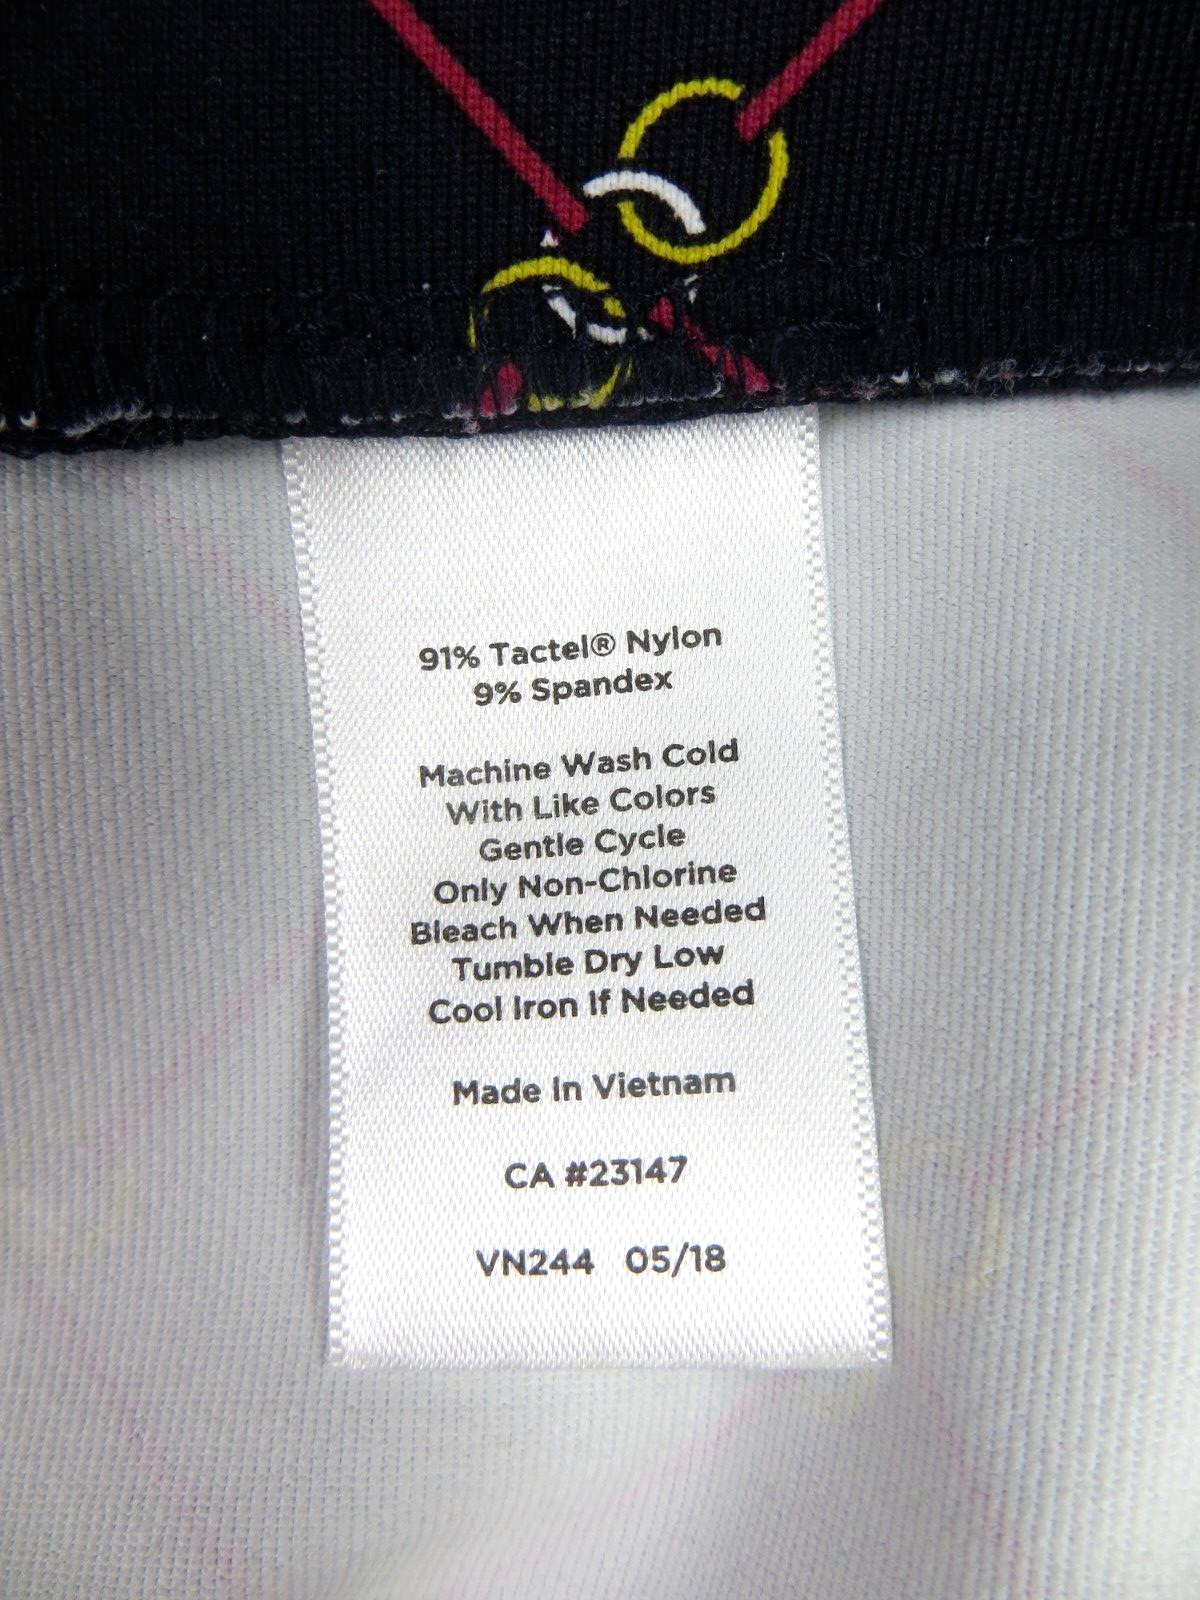 91% Tactel® Nylon
9% Spandex
Machine Wash Cold
With Like Colors
Gentle Cycle
Only Non-Chlorine
Bleach When Needed
Tumble Dry Low
Cool Iron If Needed
Made In Vietnam
CA #23147
VN244 05/18